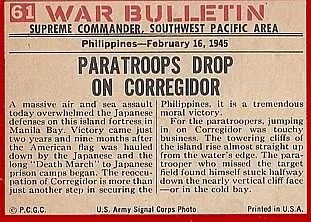 61 WAR BULLETIN
SUPREME COMMANDER, SOUTHWEST PACIFIC AREA
Philippines—February 16, 1945
PARATROOPS DROP
ON CORREGIDOR
A massive air and sea assault
today overwhelmed the Japanese
defenses on this island fortress in
Manila Bay. Victory came just
two years and nine months after
the American flag was hauled
down by the Japanese and the
long "Death March" to Japanese
prison camps began. The reoccu-
pation of Corregidor is more than
just another step in securing the
Philippines, it is a tremendous
moral victory.
For the paratroopers, jumping
in on Corregidor was touchy
business. The towering cliffs of
the island rise almost straight up
from the water's edge. The para-
trooper who missed the target
field found himself stuck halfway
down the nearly vertical cliff face
—or in the cold bay.
© P.C.G.C. U.S. Army Signal Corps Photo Printed in U.S.A.